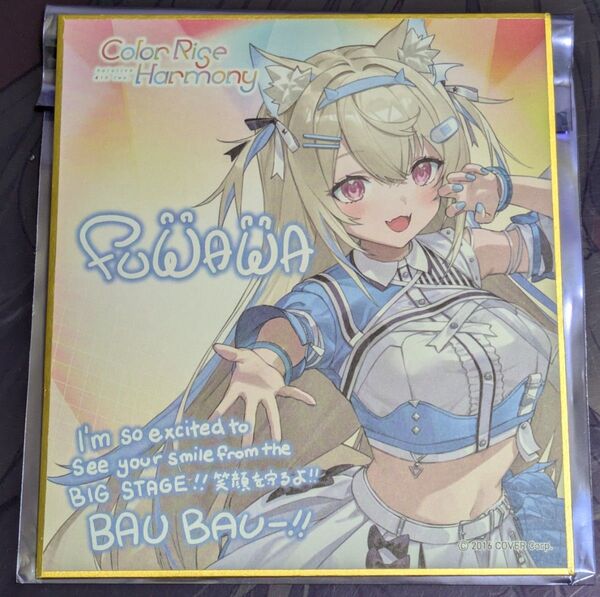 Color Rise
Harmony
FUWAWA
I'm so excited to
see your smile from the
BIG STAGE!! 笑顔を守るよ!!
BAU BAU—!!
(C) 2016 COVER Corp.